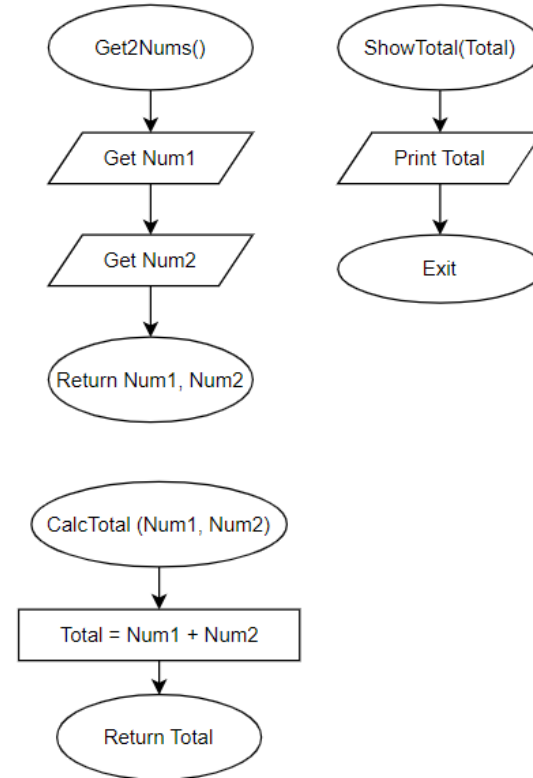 Get2Nums()
Get Num1
Get Num2
Return Num1, Num2
ShowTotal(Total)
Print Total
Exit
CalcTotal (Num1, Num2)
Total = Num1 + Num2
Return Total